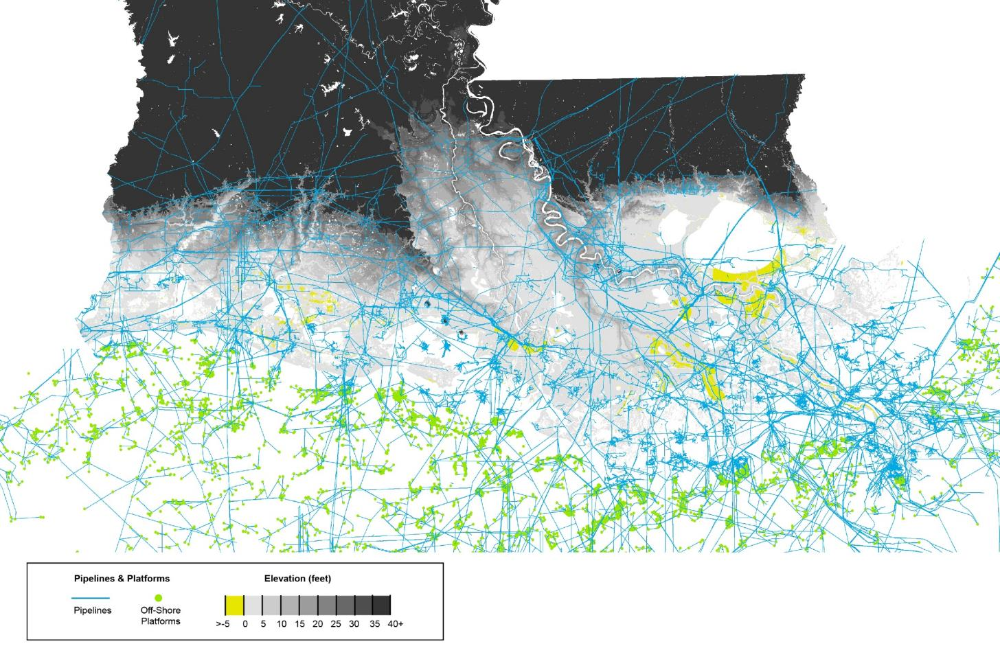 Pipelines & Platforms
Elevation (feet)
Pipelines
Off-Shore
Platforms
>-5 0 5 10 15 20 25 30 35 40+